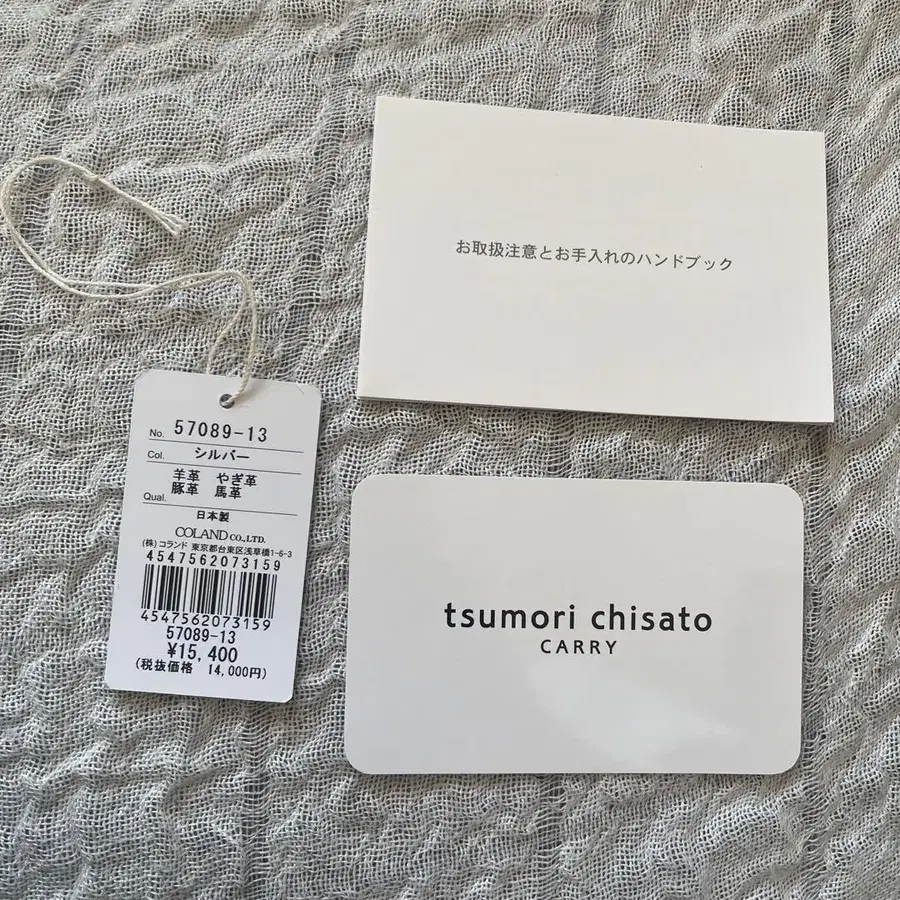 お取扱注意とお手入れのハンドブック
No. 57089-13
Col. シルバー
羊革 やぎ革
Qual. 豚革 馬革
日本製
COLAND CO.,LTD.
(株) コランド 東京都台東区浅草橋1-6-3
4547562073159
4547562073159
57089-13
¥15,400
(税抜価格 14,000円)
tsumori chisato
CARRY